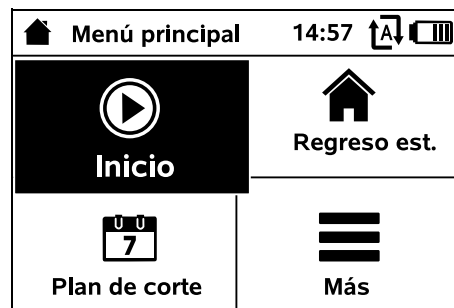 Menú principal 14:57 A
Inicio
Regreso est.
7
Plan de corte
Más